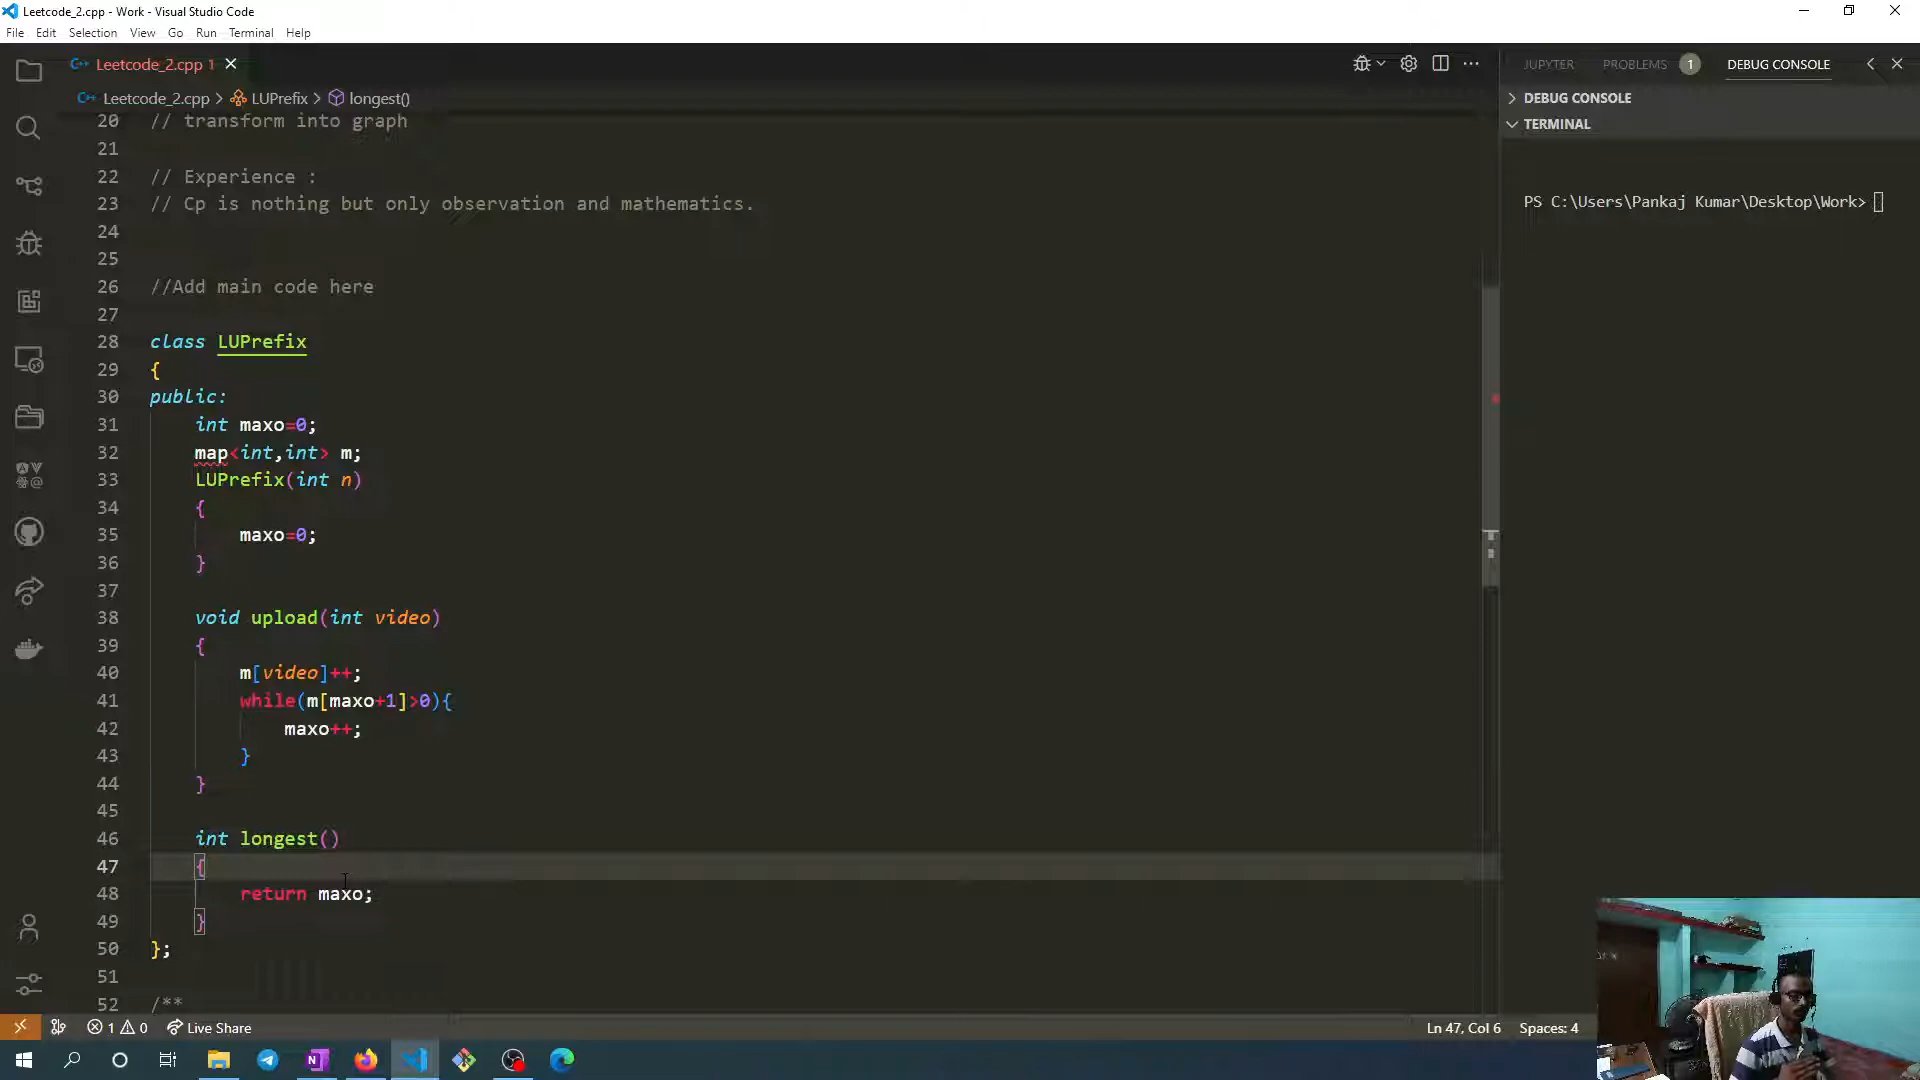 Leetcode_2.cpp - Work - Visual Studio Code
File Edit Selection View Go Run Terminal Help
Leetcode_2.cpp 1
JUPYTER PROBLEMS 1 DEBUG CONSOLE
Leetcode_2.cpp > LUPrefix > longest()
DEBUG CONSOLE
TERMINAL
PS C:\Users\Pankaj Kumar\Desktop\Work>
20 // transform into graph
21
22 // Experience :
23 // Cp is nothing but only observation and mathematics.
24
25
26 //Add main code here
27
28 class LUPrefix
29 {
30 public:
31 int maxo=0;
32 map<int,int> m;
33 LUPrefix(int n)
34 {
35 maxo=0;
36 }
37
38 void upload(int video)
39 {
40 m[video]++;
41 while(m[maxo+1]>0){
42 maxo++;
43 }
44 }
45
46 int longest()
47 {
48 return maxo;
49 }
50 };
51
52 /**
1 0 Live Share
Ln 47, Col 6 Spaces: 4